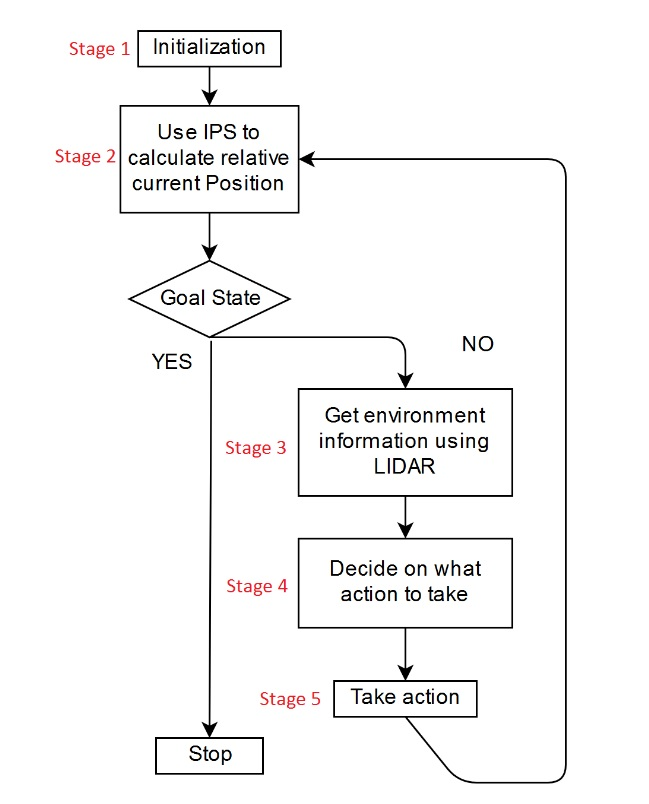 Stage 1
Initialization
Stage 2
Use IPS to
calculate relative
current Position
Goal State
YES
NO
Stage 3
Get environment
information using
LIDAR
Stage 4
Decide on what
action to take
Stage 5
Take action
Stop